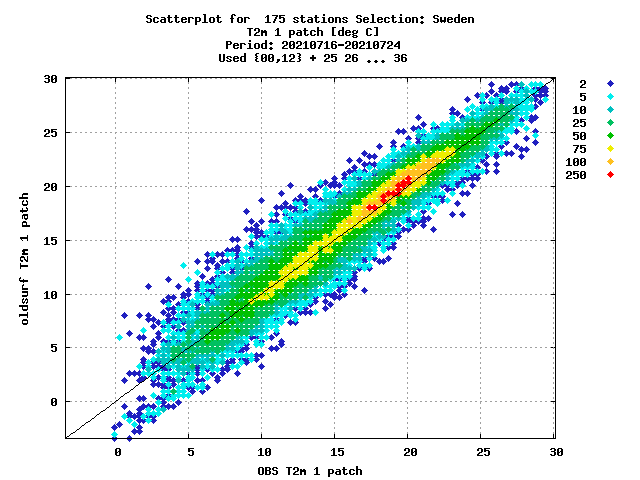 Scatterplot for  175 stations Selection: Sweden
T2m 1 patch [deg C]
Period: 20210716-20210724
Used {00,12} + 25 26 ... 36
30
25
20
15
10
5
0
oldsurf T2m 1 patch
0 5 10 15 20 25 30
OBS T2m 1 patch
2
5
10
25
50
75
100
250